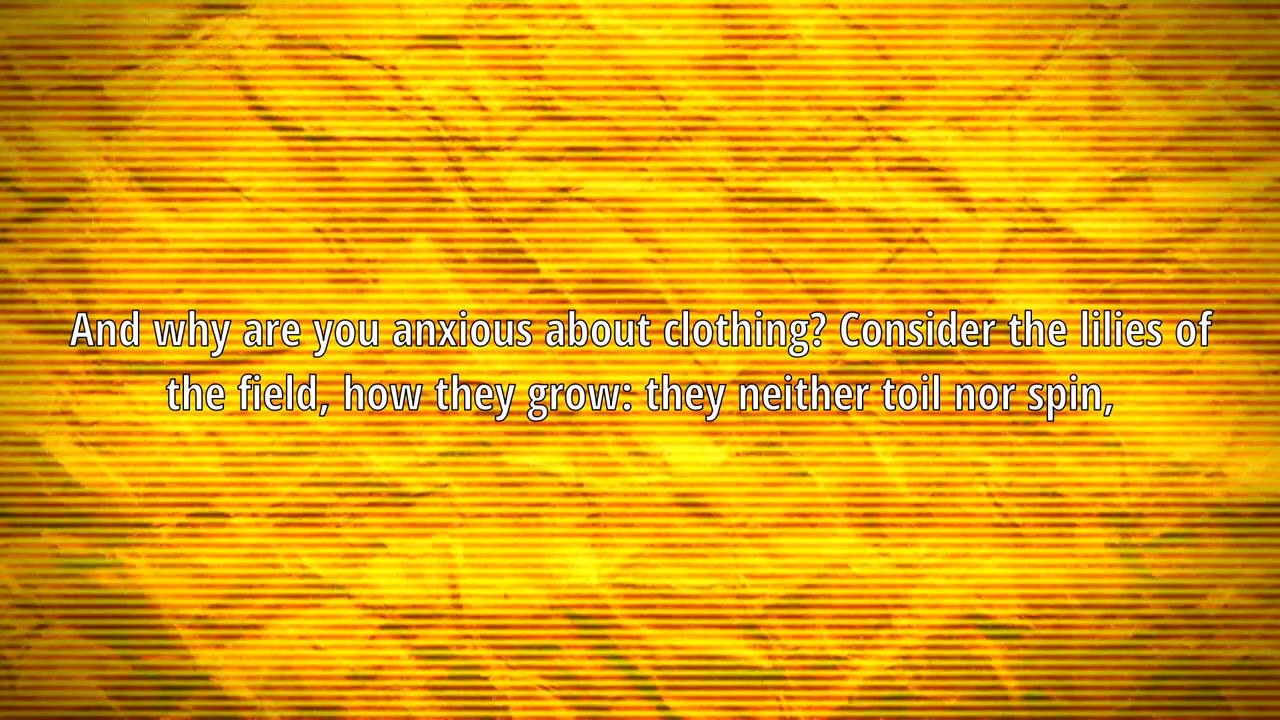 And why are you anxious about clothing? Consider the lilies of
the field, how they grow: they neither toil nor spin,